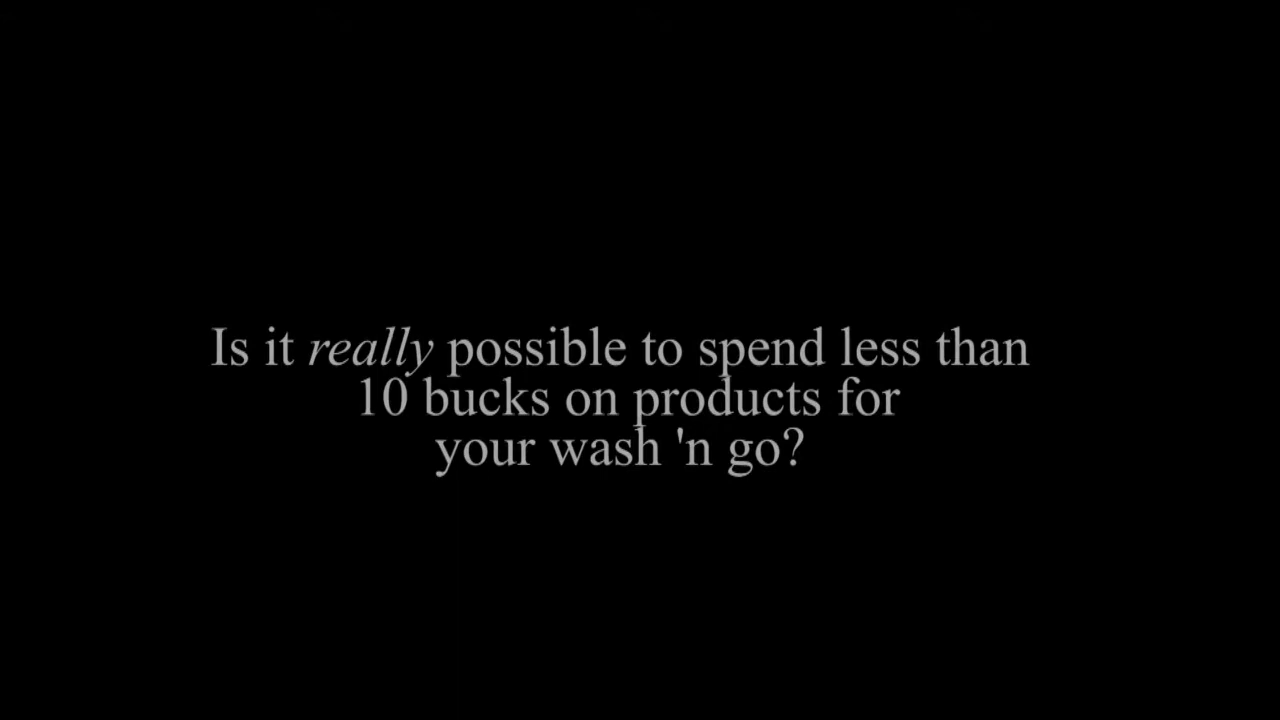 Is it really possible to spend less than
10 bucks on products for
your wash 'n go?